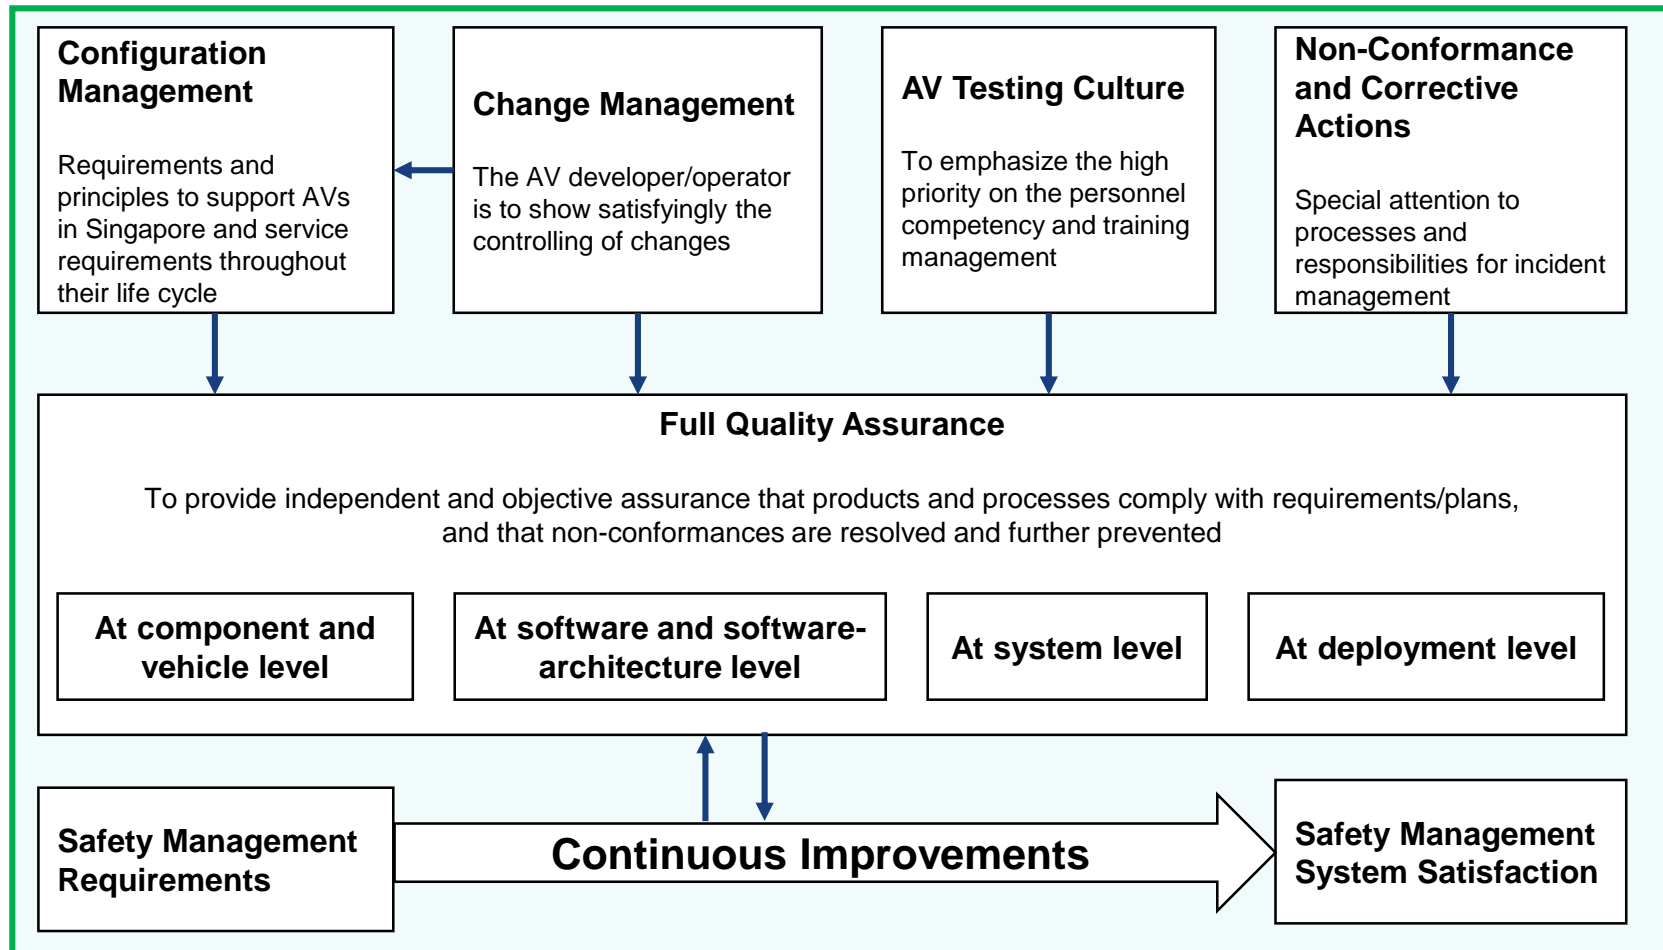 Configuration
Management
Requirements and
principles to support AVs
in Singapore and service
requirements throughout
their life cycle
Change Management
The AV developer/operator
is to show satisfyingly the
controlling of changes
AV Testing Culture
To emphasize the high
priority on the personnel
competency and training
management
Non-Conformance
and Corrective
Actions
Special attention to
processes and
responsibilities for incident
management
Full Quality Assurance
To provide independent and objective assurance that products and processes comply with requirements/plans,
and that non-conformances are resolved and further prevented
At component and
vehicle level
At software and software-
architecture level
At system level
At deployment level
Safety Management
Requirements
Continuous Improvements
Safety Management
System Satisfaction